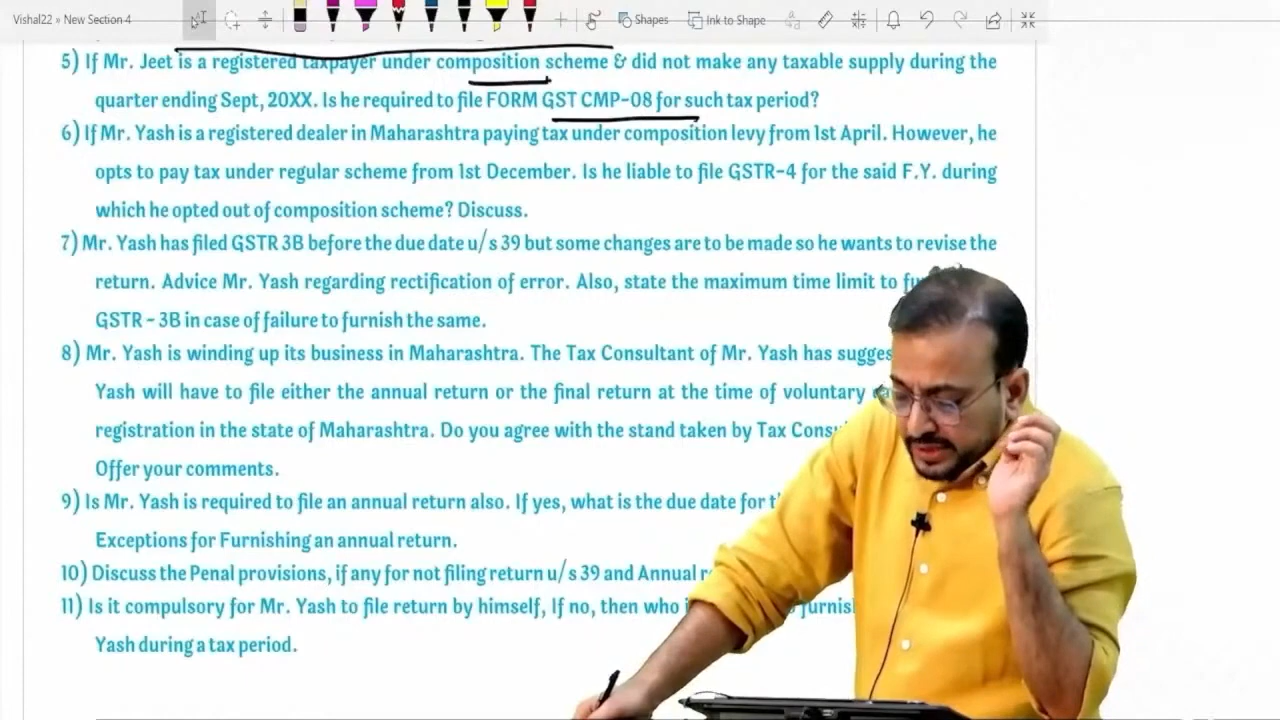 Vishal22 » New Section 4
Shapes
Ink to Shape
5) If Mr. Jeet is a registered taxpayer under composition scheme & did not make any taxable supply during the
quarter ending Sept, 20XX. Is he required to file FORM GST CMP-08 for such tax period?
6) If Mr. Yash is a registered dealer in Maharashtra paying tax under composition levy from 1st April. However, he
opts to pay tax under regular scheme from 1st December. Is he liable to file GSTR-4 for the said F.Y. during
which he opted out of composition scheme? Discuss.
7) Mr. Yash has filed GSTR 3B before the due date u/s 39 but some changes are to be made so he wants to revise the
return. Advice Mr. Yash regarding rectification of error. Also, state the maximum time limit to
GSTR - 3B in case of failure to furnish the same.
8) Mr. Yash is winding up its business in Maharashtra. The Tax Consultant of Mr. Yash has
Yash will have to file either the annual return or the final return at the time of voluntary
registration in the state of Maharashtra. Do you agree with the stand taken by Tax
Offer your comments.
9) Is Mr. Yash is required to file an annual return also. If yes, what is the due date for
Exceptions for Furnishing an annual return.
10) Discuss the Penal provisions, if any for not filing return u/s 39 and Annual
11) Is it compulsory for Mr. Yash to file return by himself, If no, then who
Yash during a tax period.